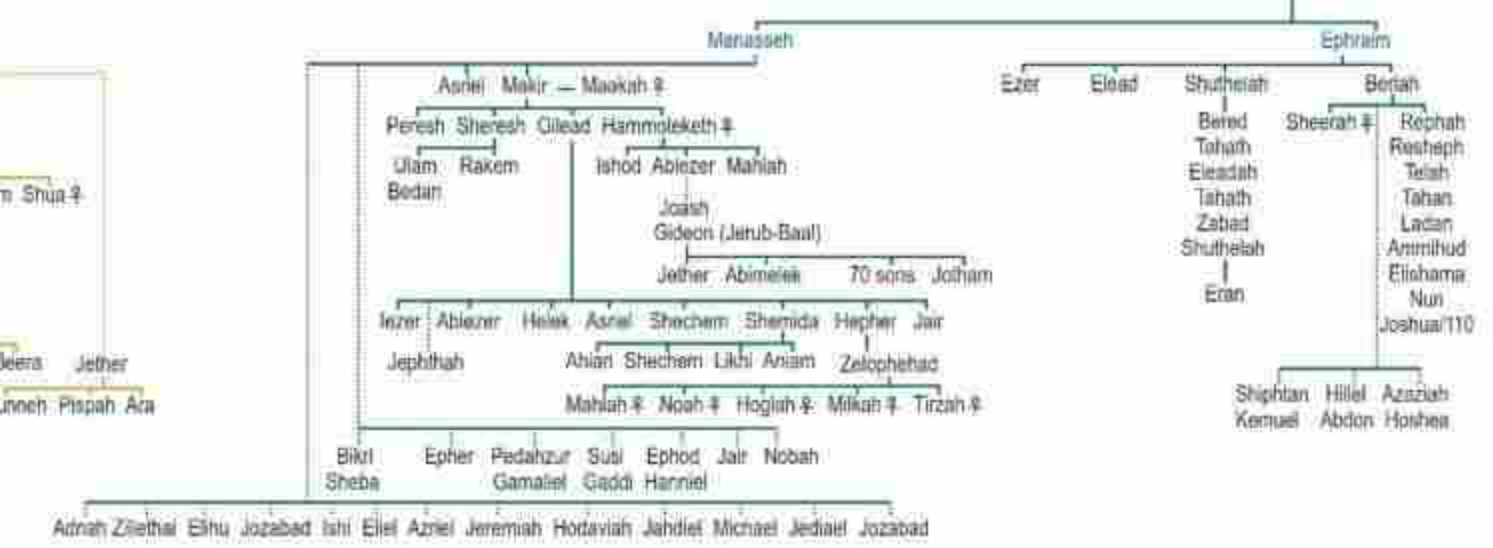 Manasseh Ephraim
Asriel Makir — Maakah ♀ Ezer Elead Shuthelah Beriah
Peresh Sheresh Gilead Hammoleketh ♀ Bered Sheerah ♀ Rephah
Tahath Resheph
Ulam Rakem Ishod Abiezer Mahlah Eleadah Telah
Bedan Tahath Tahan
Shua ♀ Joash Zabad Ladan
Gideon (Jerub-Baal) Shuthelah Ammihud
Jether Abimelek 70 sons Jotham Elishama
Eran Nun
Iezer Abiezer Helek Asriel Shechem Shemida Hepher Jair Joshua/110
Jether Jephthah Ahian Shechem Likhi Aniam Zelophehad
Pispah Ara Mahlah ♀ Noah ♀ Hoglah ♀ Milkah ♀ Tirzah ♀ Shiphtan Hillel Azaziah
Kemuel Abdon Hoshea
Bikri Epher Pedahzur Susi Ephod Jair Nobah
Sheba Gamaliel Gaddi Hanniel
Adnah Zillethai Elihu Jozabad Ishi Eliel Azriel Jeremiah Hodaviah Jahdiel Michael Jediael Jozabad